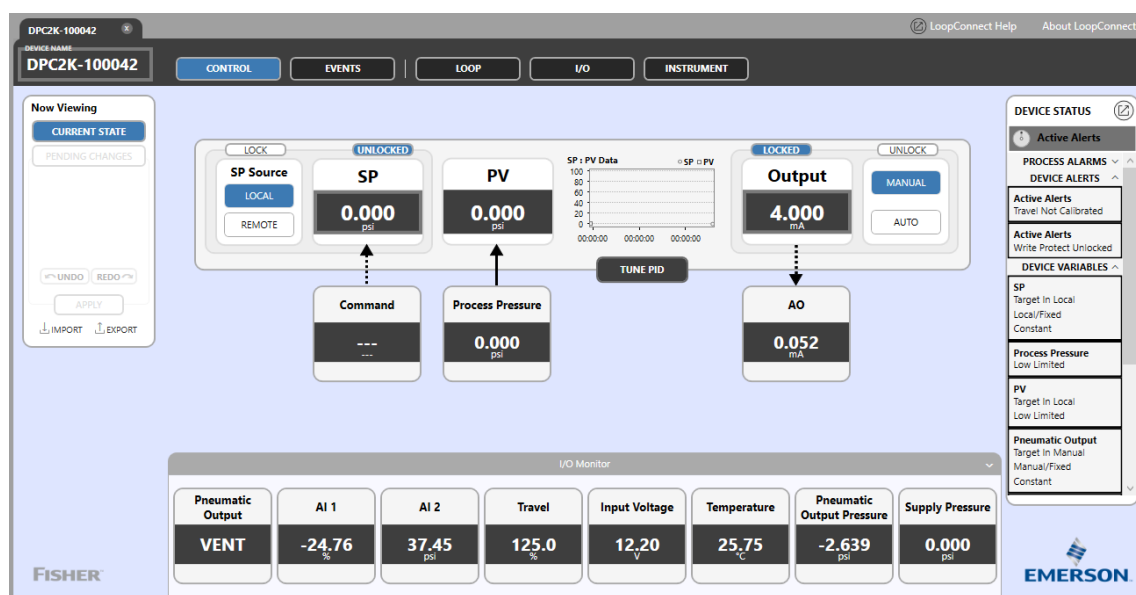 DPC2K-100042 x
LoopConnect Help About LoopConnect
DEVICE NAME
DPC2K-100042
CONTROL EVENTS LOOP I/O INSTRUMENT
Now Viewing
CURRENT STATE
PENDING CHANGES
UNDO REDO
APPLY
IMPORT EXPORT
LOCK UNLOCKED
SP Source
LOCAL
REMOTE
SP
0.000
psi
PV
0.000
psi
SP : PV Data SP PV
100
80
60
40
20
0
00:00:00 00:00:00 00:00:00
LOCKED UNLOCK
Output
4.000
mA
MANUAL
AUTO
TUNE PID
Command
---
---
Process Pressure
0.000
psi
AO
0.052
mA
DEVICE STATUS
Active Alerts
PROCESS ALARMS
DEVICE ALERTS
Active Alerts
Travel Not Calibrated
Active Alerts
Write Protect Unlocked
DEVICE VARIABLES
SP
Target In Local
Local/Fixed
Constant
Process Pressure
Low Limited
PV
Target In Local
Low Limited
Pneumatic Output
Target In Manual
Manual/Fixed
Constant
I/O Monitor
Pneumatic
Output
VENT
AI 1
-24.76
%
AI 2
37.45
psi
Travel
125.0
%
Input Voltage
12.20
V
Temperature
25.75
°C
Pneumatic
Output Pressure
-2.639
psi
Supply Pressure
0.000
psi
FISHER
EMERSON